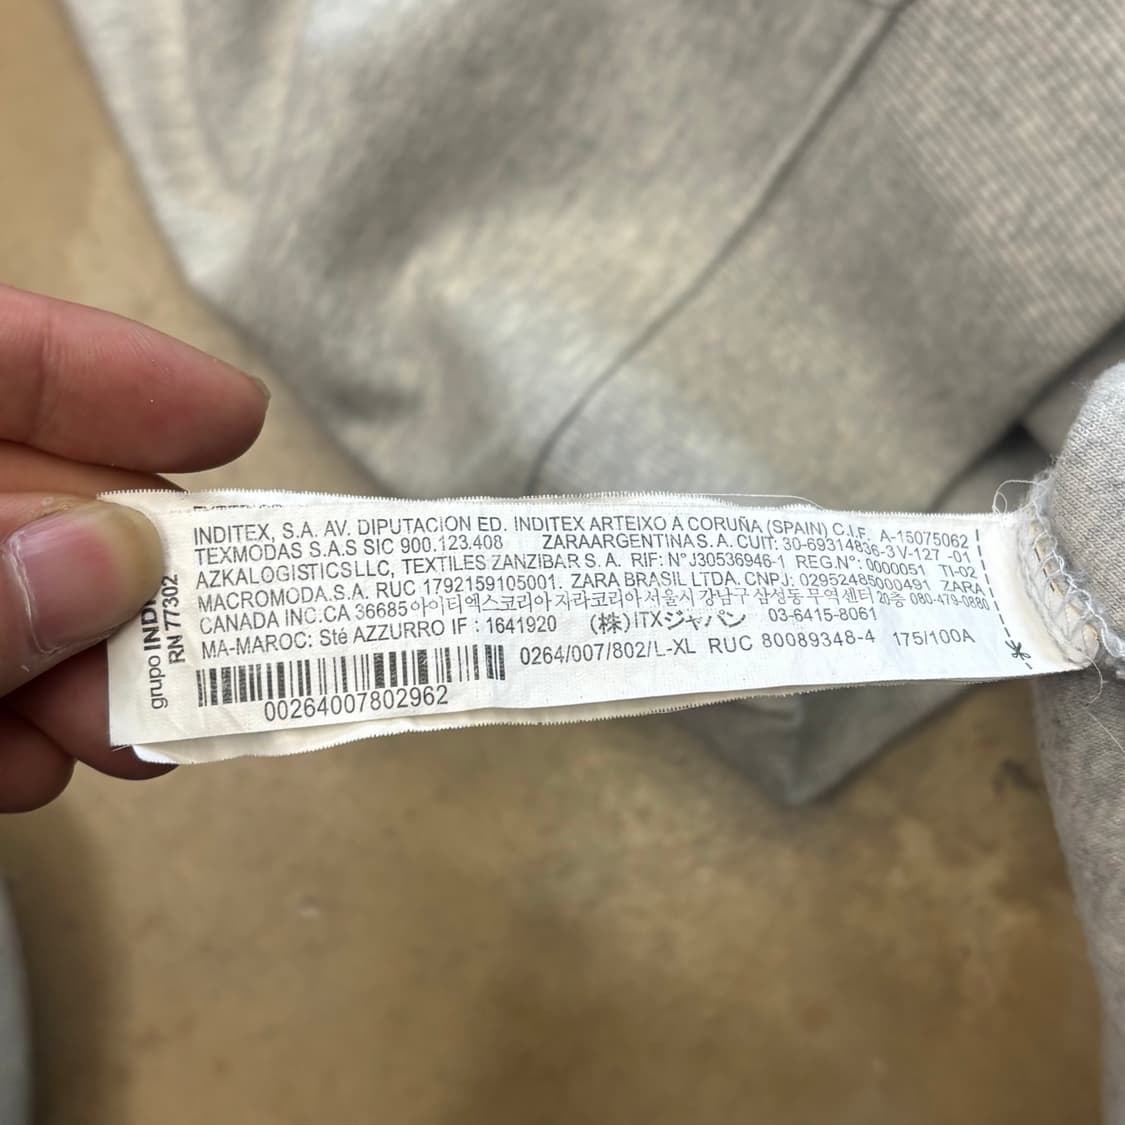 INDITEX, S.A. AV. DIPUTACION ED. INDITEX ARTEIXO A CORUÑA (SPAIN) C.I.F. A-15075062
TEXMODAS S.A.S SIC 900.123.408 ZARAARGENTINA S.A. CUIT: 30-69314836-3 V-127 -01
AZKALOGISTICSLLC, TEXTILES ZANZIBAR S.A. RIF: N° J30536946-1 REG.N°: 0000051 TI-02
MACROMODA.S.A. RUC 1792159105001. ZARA BRASIL LTDA. CNPJ: 02952485000491 ZARA
CANADA INC.CA 36685 아이티엑스코리아 자라코리아 서울시 강남구 삼성동 무역센터 20층 080-479-0880
MA-MAROC: Sté AZZURRO IF : 1641920 (株)ITXジャパン 03-6415-8061
0264/007/802/L-XL RUC 80089348-4 175/100A
00264007802962
grupo
RN 77302